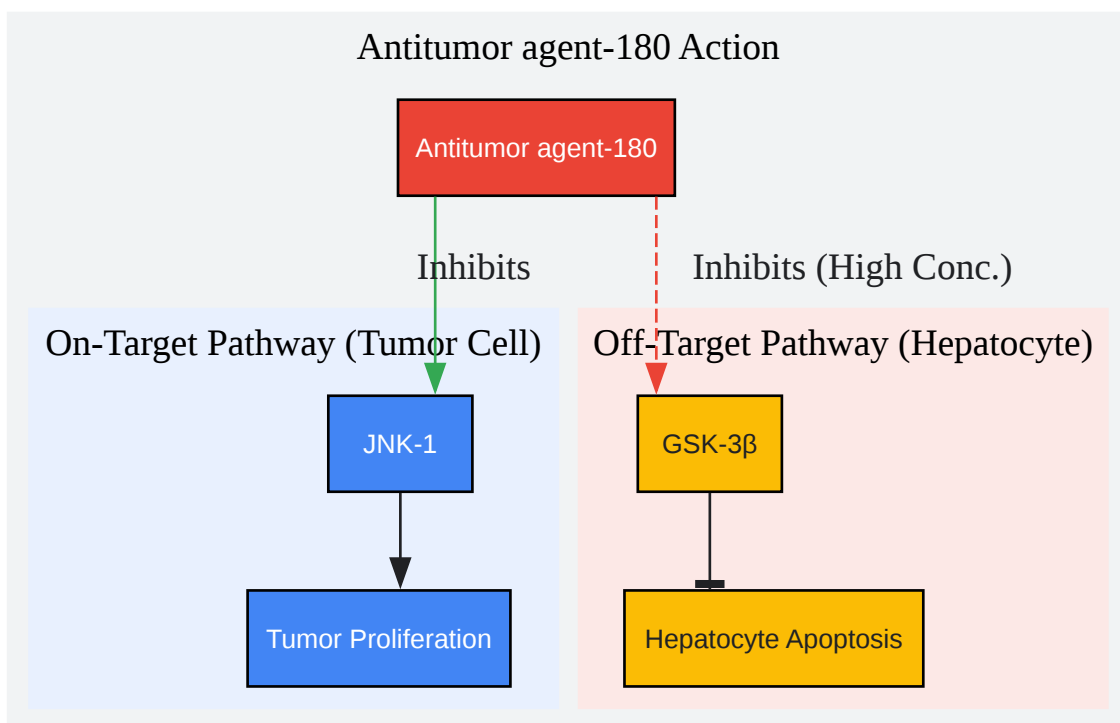 Antitumor agent-180 Action
Antitumor agent-180
Inhibits
Inhibits (High Conc.)
On-Target Pathway (Tumor Cell)
Off-Target Pathway (Hepatocyte)
JNK-1
GSK-3β
Tumor Proliferation
Hepatocyte Apoptosis